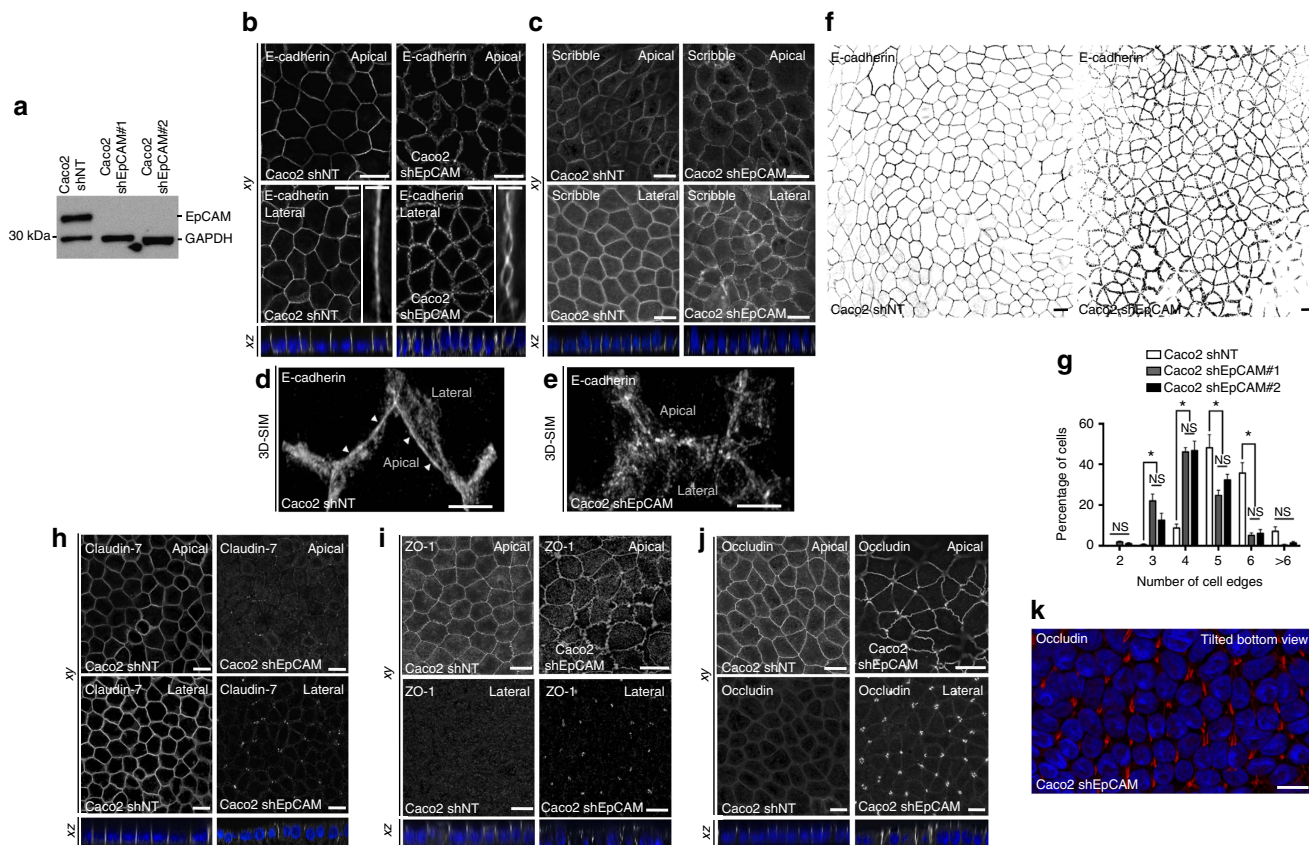 a
Caco2 shNT
Caco2 shEpCAM#1
Caco2 shEpCAM#2
EpCAM
30 kDa
GAPDH
b
xy
E-cadherin Apical
Caco2 shNT
E-cadherin Apical
Caco2 shEpCAM
E-cadherin Lateral
Caco2 shNT
E-cadherin Lateral
Caco2 shEpCAM
xz
c
xy
Scribble Apical
Caco2 shNT
Scribble Apical
Caco2 shEpCAM
Scribble Lateral
Caco2 shNT
Scribble Lateral
Caco2 shEpCAM
xz
d
3D-SIM
E-cadherin
Lateral
Apical
Caco2 shNT
e
3D-SIM
E-cadherin
Apical
Lateral
Caco2 shEpCAM
f
E-cadherin
Caco2 shNT
E-cadherin
Caco2 shEpCAM
g
Caco2 shNT
Caco2 shEpCAM#1
Caco2 shEpCAM#2
Percentage of cells
60
40
20
0
NS
*
NS
*
NS
*
NS
*
NS
NS
2 3 4 5 6 >6
Number of cell edges
h
xy
Claudin-7 Apical
Caco2 shNT
Claudin-7 Apical
Caco2 shEpCAM
Claudin-7 Lateral
Caco2 shNT
Claudin-7 Lateral
Caco2 shEpCAM
xz
i
xy
ZO-1 Apical
Caco2 shNT
ZO-1 Apical
Caco2 shEpCAM
ZO-1 Lateral
Caco2 shNT
ZO-1 Lateral
Caco2 shEpCAM
xz
j
xy
Occludin Apical
Caco2 shNT
Occludin Apical
Caco2 shEpCAM
Occludin
Caco2 shNT
Occludin Lateral
Caco2 shEpCAM
xz
k
Occludin Tilted bottom view
Caco2 shEpCAM